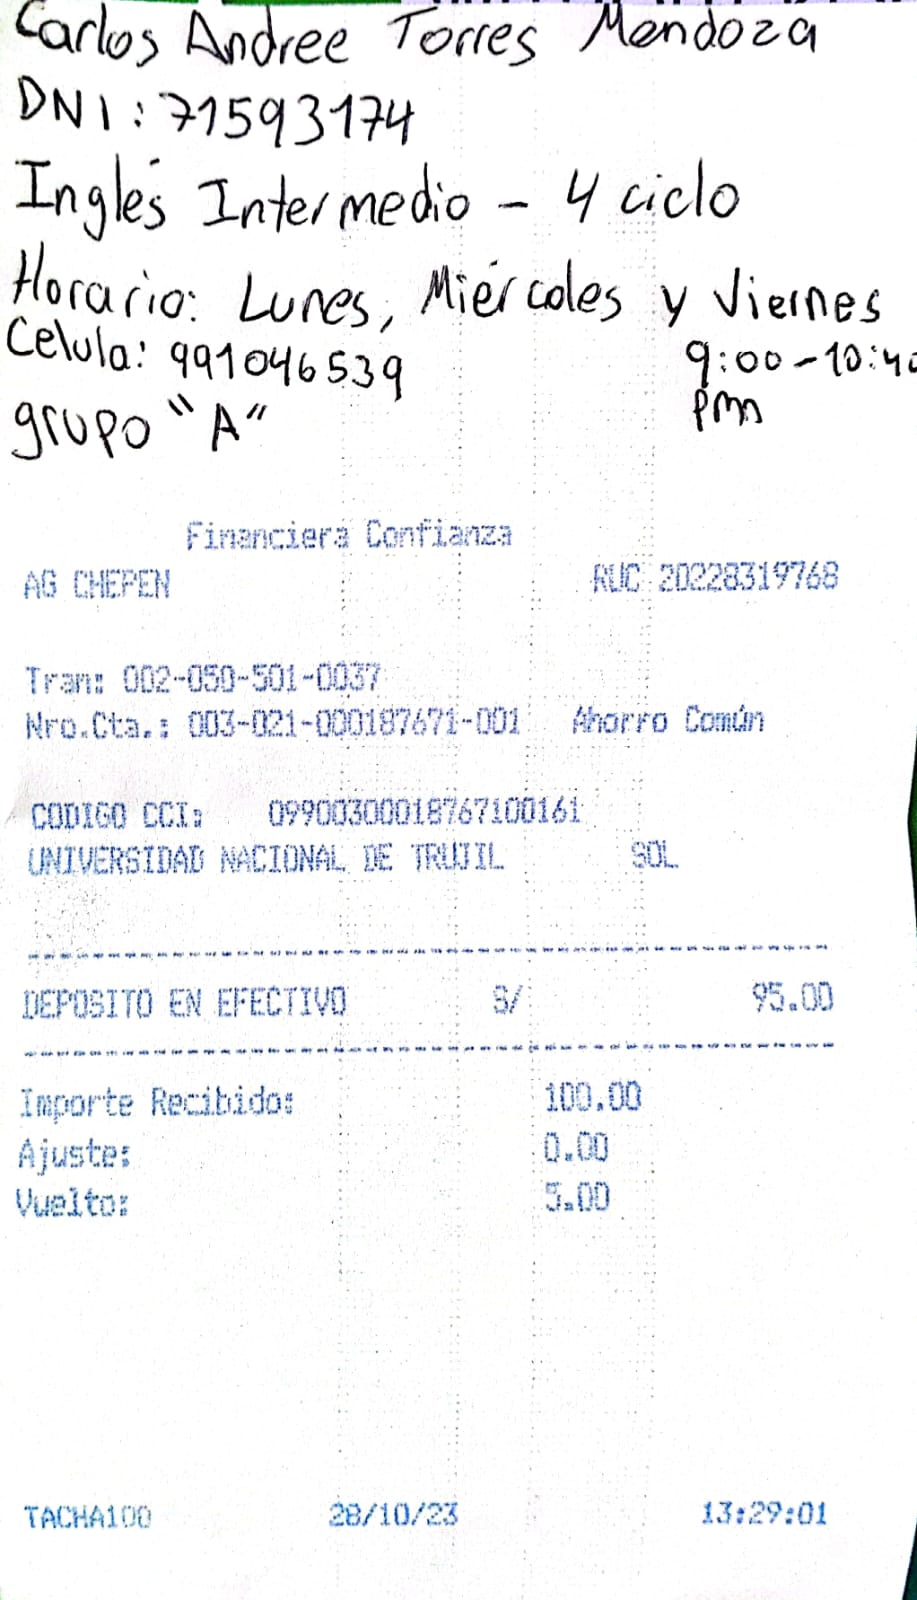 Carlos Andree Torres Mendoza
DNI: 71593174
Inglés Intermedio - 4 ciclo
Horario: Lunes, Miércoles y Viernes
9:00-10:40 pm
Celula: 991046539
grupo "A"
Financiera Confianza
AG CHEPEN RUC 20228319768
Tran: 002-050-501-0037
Nro.Cta.: 003-021-000187671-001 Ahorro Común
CODIGO CCI: 09900300018767100161
UNIVERSIDAD NACIONAL DE TRUJIL SOL
DEPOSITO EN EFECTIVO S/ 95.00
Importe Recibido: 100.00
Ajuste: 0.00
Vuelto: 5.00
TACHA100 28/10/23 13:29:01